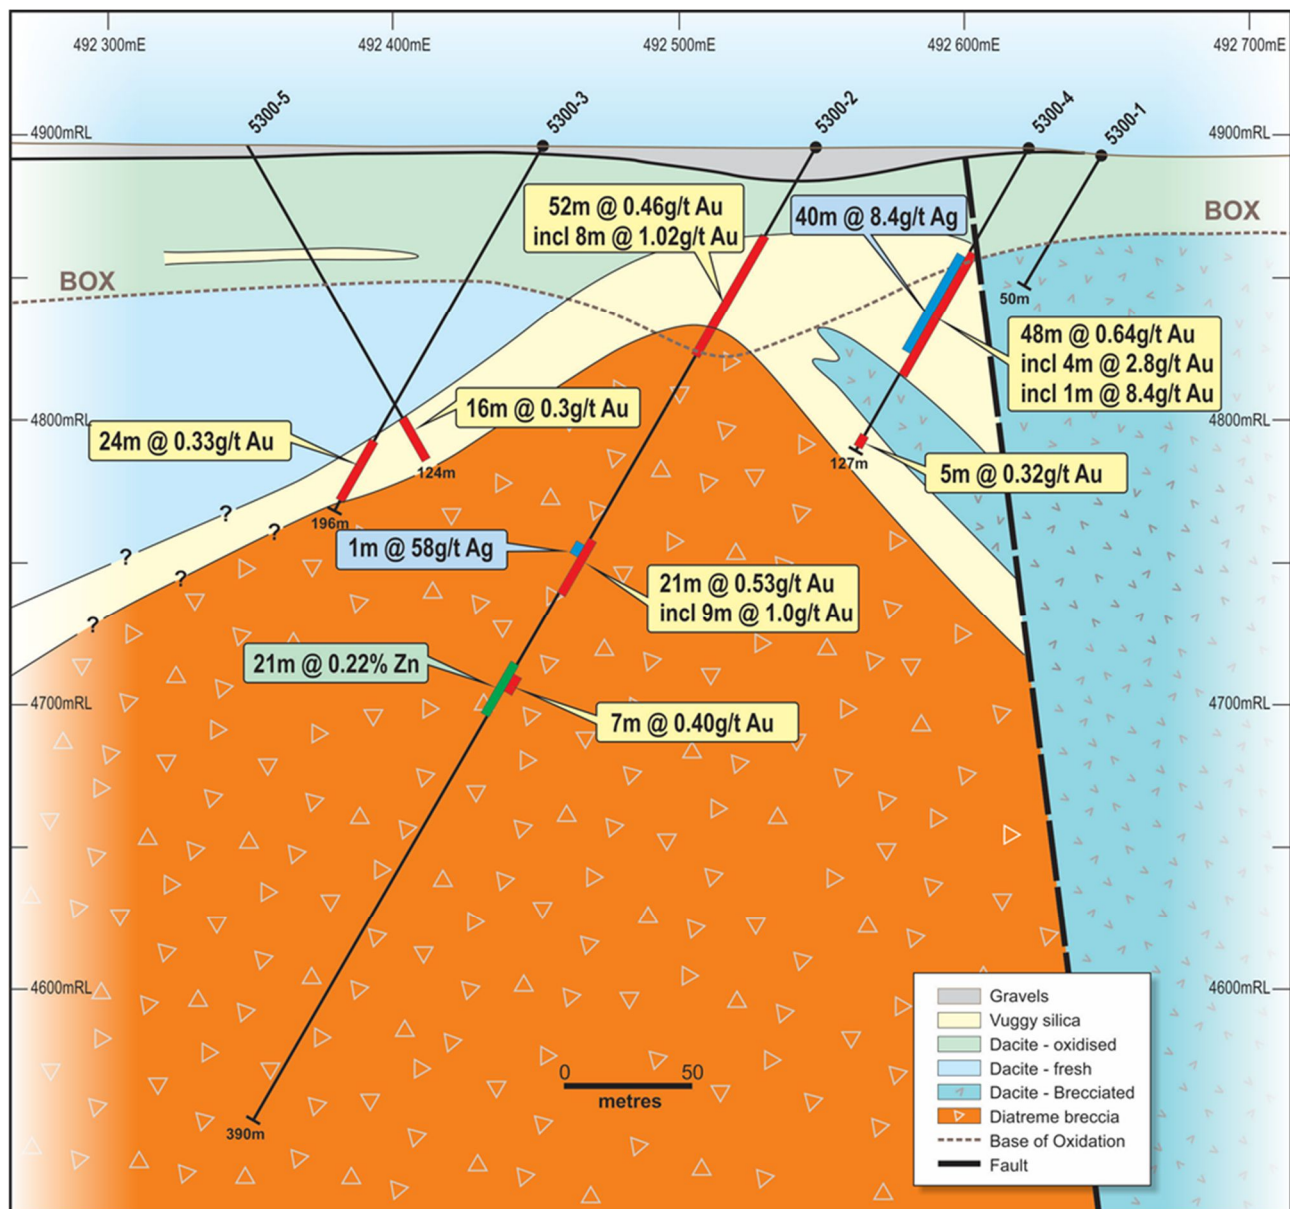 492 300mE
492 400mE
492 500mE
492 600mE
492 700mE
5300-5
5300-3
5300-2
5300-4
5300-1
4900mRL
4900mRL
52m @ 0.46g/t Au
incl 8m @ 1.02g/t Au
40m @ 8.4g/t Ag
BOX
BOX
50m
48m @ 0.64g/t Au
incl 4m @ 2.8g/t Au
incl 1m @ 8.4g/t Au
4800mRL
4800mRL
16m @ 0.3g/t Au
24m @ 0.33g/t Au
124m
127m
5m @ 0.32g/t Au
196m
?
?
?
?
?
1m @ 58g/t Ag
21m @ 0.53g/t Au
incl 9m @ 1.0g/t Au
21m @ 0.22% Zn
7m @ 0.40g/t Au
4700mRL
4700mRL
4600mRL
4600mRL
390m
0 50
metres
Gravels
Vuggy silica
Dacite - oxidised
Dacite - fresh
Dacite - Brecciated
Diatreme breccia
Base of Oxidation
Fault